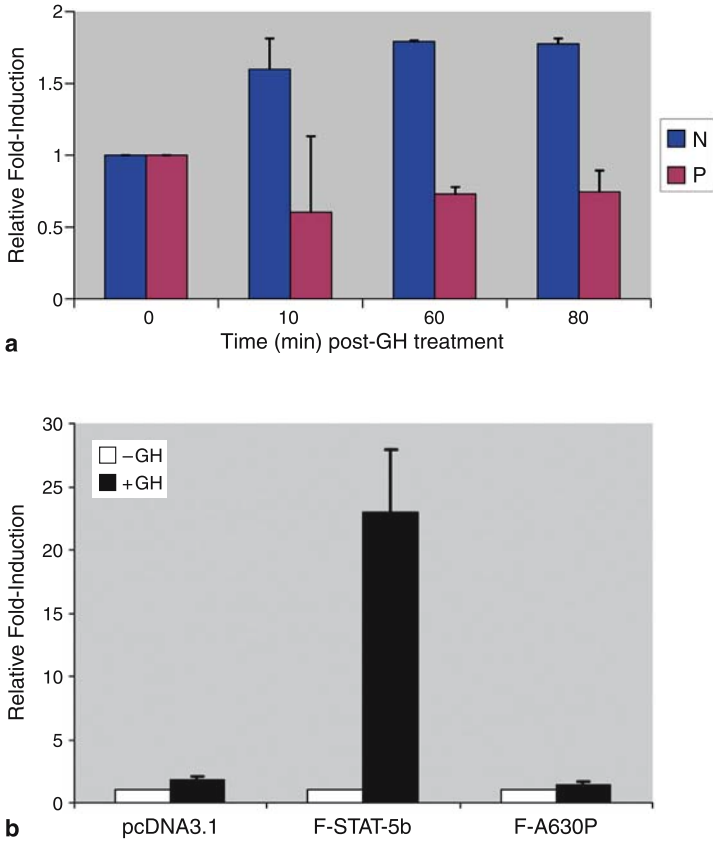 2
1.5
1
0.5
0
Relative Fold-Induction
N
P
0 10 60 80
Time (min) post-GH treatment
a
30
25
20
15
10
5
0
Relative Fold-Induction
−GH
+GH
pcDNA3.1 F-STAT-5b F-A630P
b